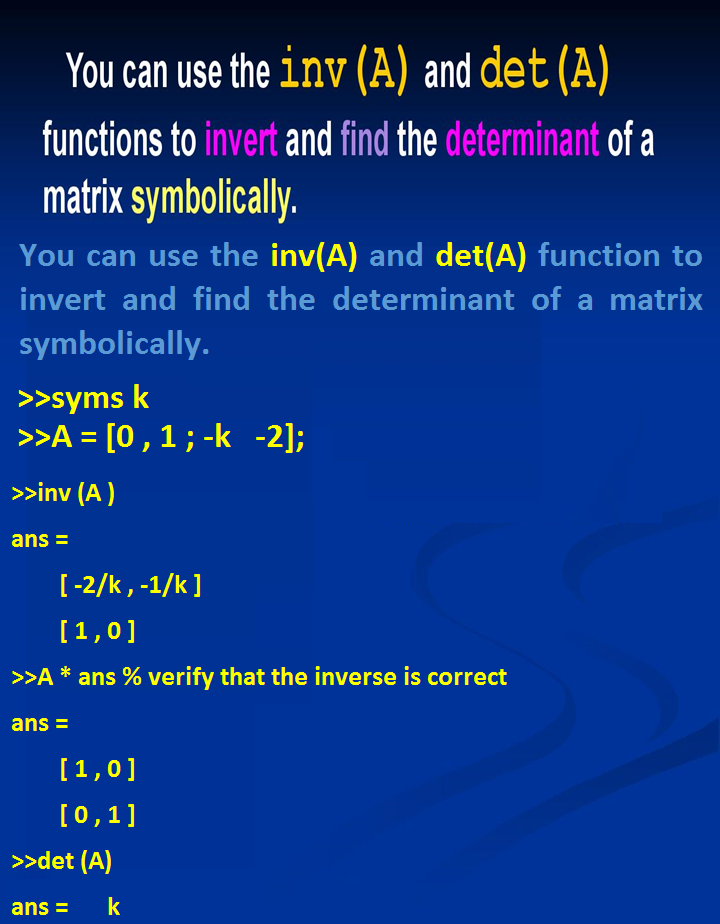 You can use the inv(A) and det(A)
functions to invert and find the determinant of a
matrix symbolically.
You can use the inv(A) and det(A) function to
invert and find the determinant of a matrix
symbolically.
>>syms k
>>A = [0 , 1 ; -k -2];
>>inv (A )
ans =
[ -2/k , -1/k ]
[ 1 , 0 ]
>>A * ans % verify that the inverse is correct
ans =
[ 1 , 0 ]
[ 0 , 1 ]
>>det (A)
ans = k